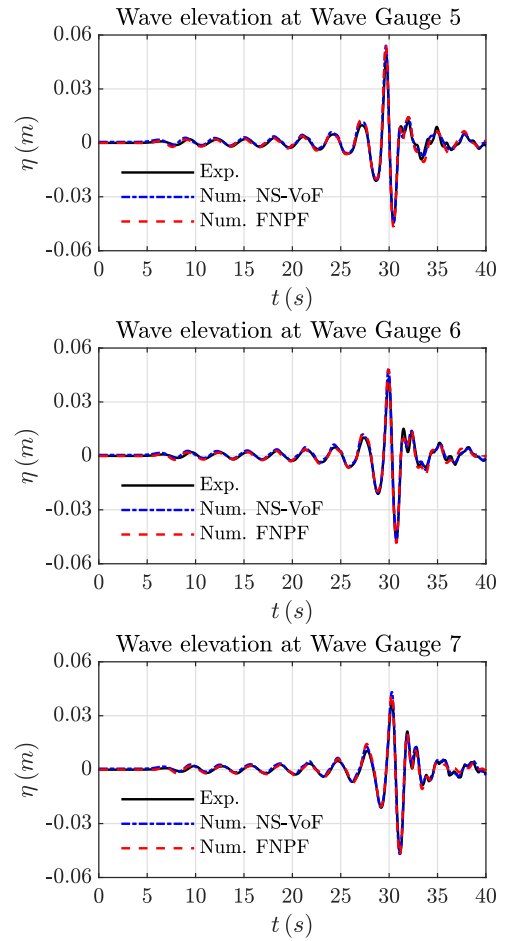 Wave elevation at Wave Gauge 5
0.06
0.03
0
-0.03
-0.06
η (m)
Exp.
Num. NS-VoF
Num. FNPF
0 5 10 15 20 25 30 35 40
t (s)
Wave elevation at Wave Gauge 6
0.06
0.03
0
-0.03
-0.06
η (m)
Exp.
Num. NS-VoF
Num. FNPF
0 5 10 15 20 25 30 35 40
t (s)
Wave elevation at Wave Gauge 7
0.06
0.03
0
-0.03
-0.06
η (m)
Exp.
Num. NS-VoF
Num. FNPF
0 5 10 15 20 25 30 35 40
t (s)